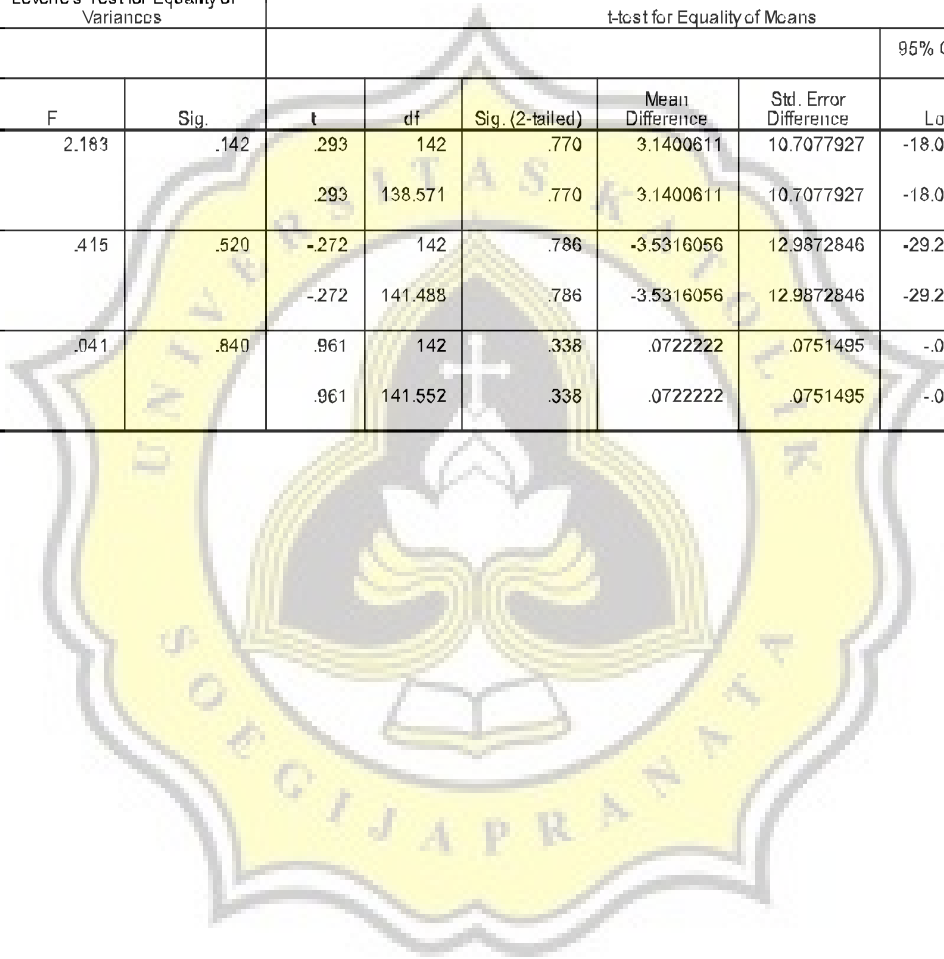 Levene's Test for Equality of
Variances
t-test for Equality of Means
95% C
F Sig. t df Sig. (2-tailed) Mean Difference Std. Error Difference Lo
2.183 .142 .293 142 .770 3.1400611 10.7077927 -18.0
.293 138.571 .770 3.1400611 10.7077927 -18.0
.415 .520 -.272 142 .786 -3.5316056 12.9872846 -29.2
-.272 141.488 .786 -3.5316056 12.9872846 -29.2
.041 .840 .961 142 .338 .0722222 .0751495 -.0
.961 141.552 .338 .0722222 .0751495 -.0
UNIVERSITAS KATOLIK
SOEGIJAPRANATA